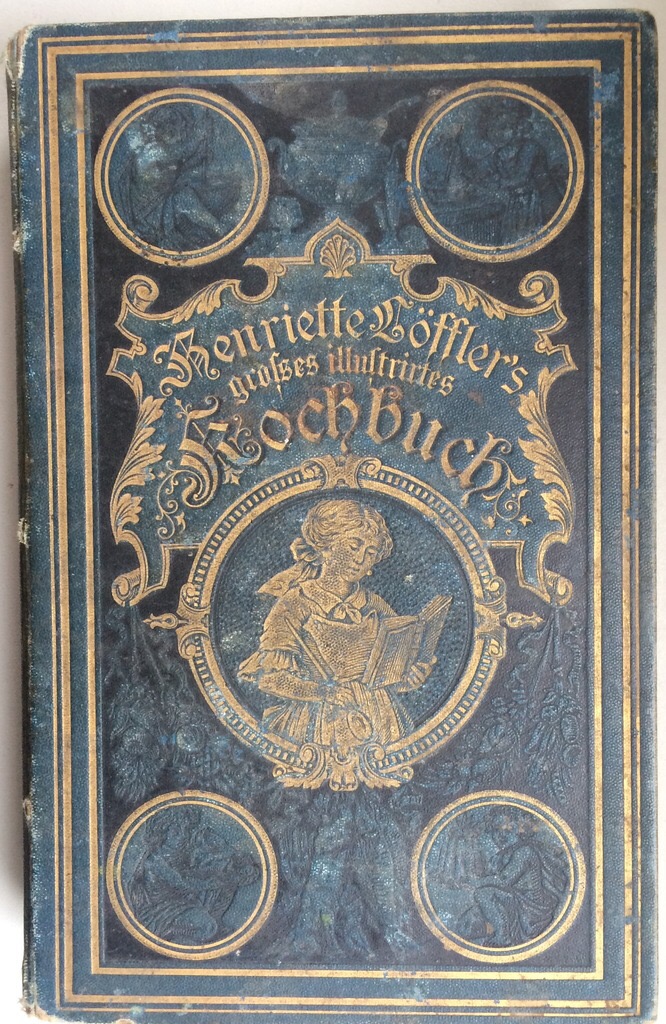 Henriette Löffler's
grosses illustrirtes
Kochbuch